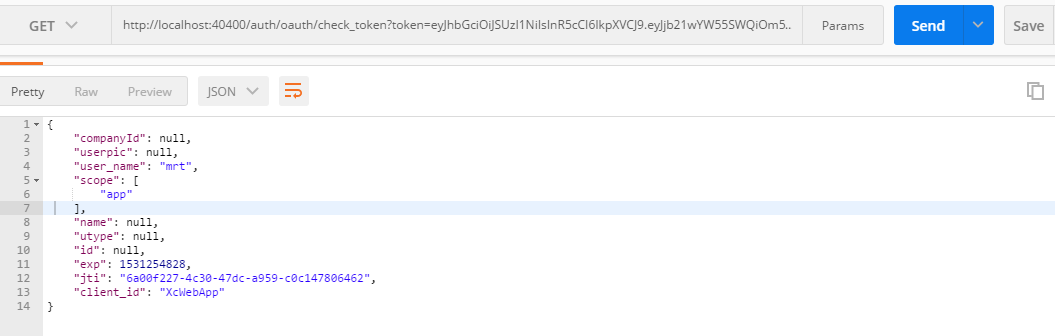 GET http://localhost:40400/auth/oauth/check_token?token=eyJhbGciOiJSUzI1NiIsInR5cCI6IkpXVCJ9.eyJjb21wYW55SWQiOm5.. Params Send Save
Pretty Raw Preview JSON
1 {
2 "companyId": null,
3 "userpic": null,
4 "user_name": "mrt",
5 "scope": [
6 "app"
7 ],
8 "name": null,
9 "utype": null,
10 "id": null,
11 "exp": 1531254828,
12 "jti": "6a00f227-4c30-47dc-a959-c0c147806462",
13 "client_id": "XcWebApp"
14 }